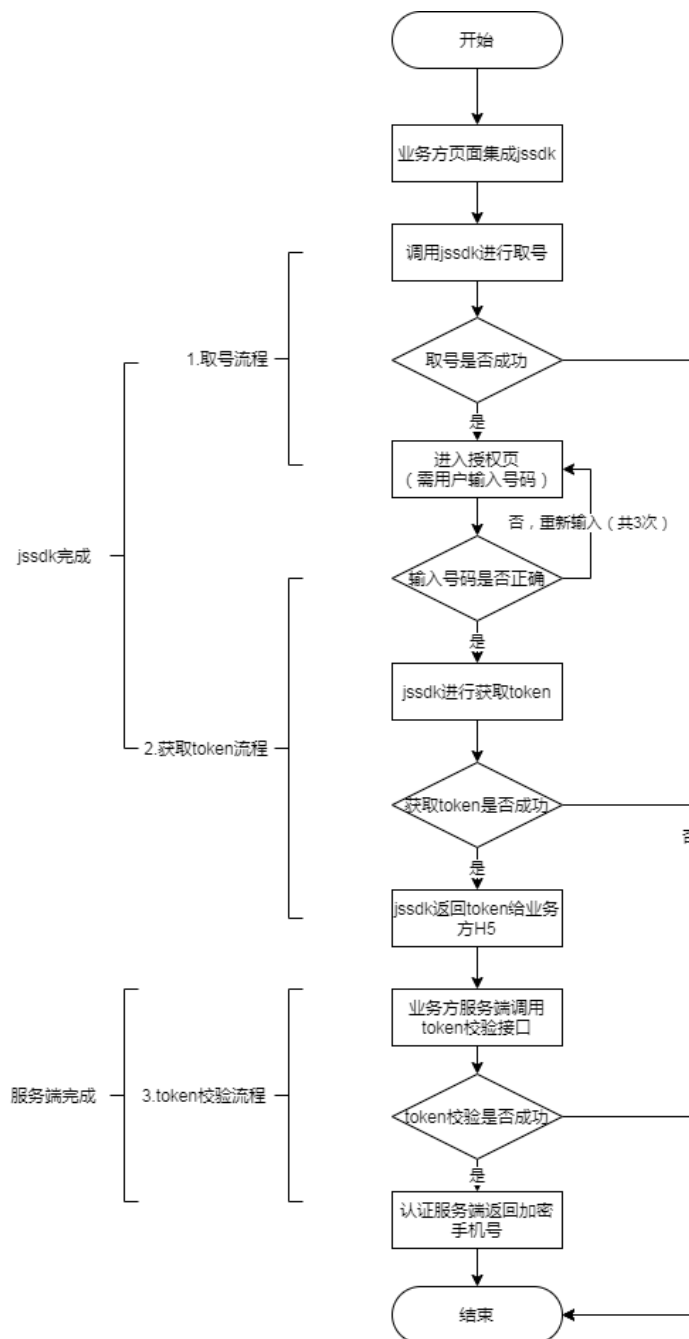 开始
业务方页面集成jssdk
调用jssdk进行取号
1.取号流程
取号是否成功
是
进入授权页
（需用户输入号码）
否，重新输入（共3次）
jssdk完成
输入号码是否正确
是
jssdk进行获取token
2.获取token流程
获取token是否成功
否
是
jssdk返回token给业务
方H5
业务方服务端调用
token校验接口
服务端完成
3.token校验流程
token校验是否成功
是
认证服务端返回加密
手机号
结束